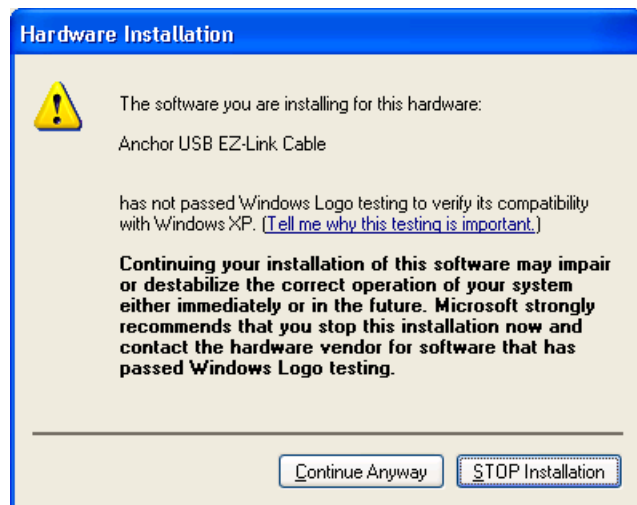 Hardware Installation
The software you are installing for this hardware:
Anchor USB EZ-Link Cable
has not passed Windows Logo testing to verify its compatibility
with Windows XP. (Tell me why this testing is important.)
Continuing your installation of this software may impair
or destabilize the correct operation of your system
either immediately or in the future. Microsoft strongly
recommends that you stop this installation now and
contact the hardware vendor for software that has
passed Windows Logo testing.
Continue Anyway
STOP Installation